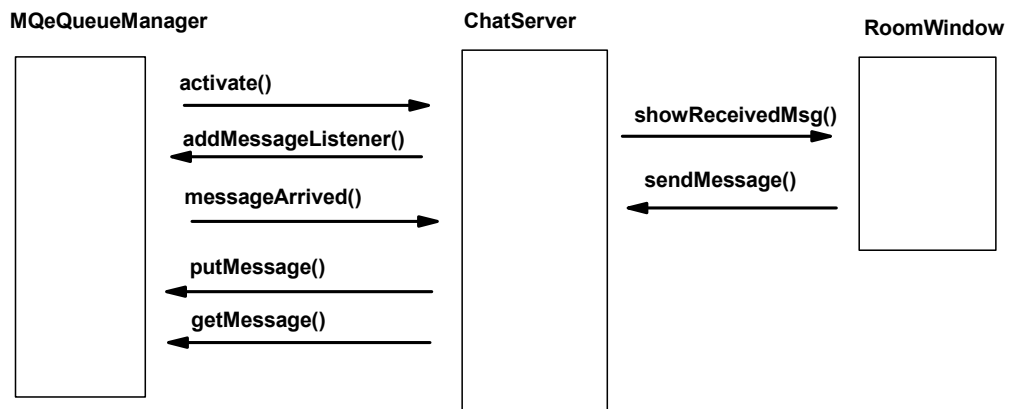 MQeQueueManager
ChatServer
RoomWindow
activate()
addMessageListener()
messageArrived()
putMessage()
getMessage()
showReceivedMsg()
sendMessage()